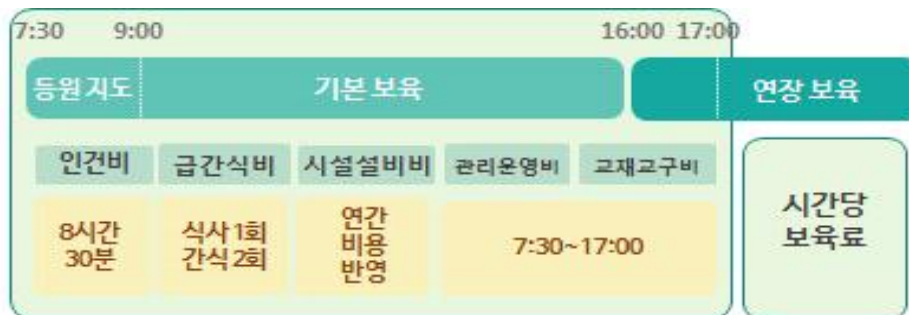 7:30 9:00 16:00 17:00
등원지도 기본 보육 연장 보육
인건비 급간식비 시설설비비 관리운영비 교재교구비
8시간
30분
식사 1회
간식 2회
연간
비용
반영
7:30~17:00
시간당
보육료